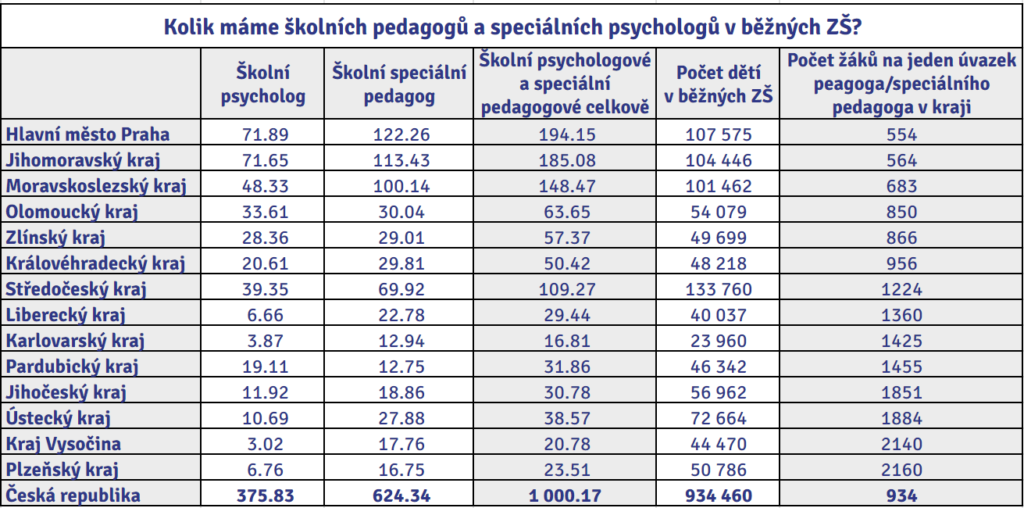 Kolik máme školních pedagogů a speciálních psychologů v běžných ZŠ?
Školní psycholog Školní speciální pedagog Školní psychologové a speciální pedagogové celkově Počet dětí v běžných ZŠ Počet žáků na jeden úvazek peagoga/speciálního pedagoga v kraji
Hlavní město Praha 71.89 122.26 194.15 107 575 554
Jihomoravský kraj 71.65 113.43 185.08 104 446 564
Moravskoslezský kraj 48.33 100.14 148.47 101 462 683
Olomoucký kraj 33.61 30.04 63.65 54 079 850
Zlínský kraj 28.36 29.01 57.37 49 699 866
Královéhradecký kraj 20.61 29.81 50.42 48 218 956
Středočeský kraj 39.35 69.92 109.27 133 760 1224
Liberecký kraj 6.66 22.78 29.44 40 037 1360
Karlovarský kraj 3.87 12.94 16.81 23 960 1425
Pardubický kraj 19.11 12.75 31.86 46 342 1455
Jihočeský kraj 11.92 18.86 30.78 56 962 1851
Ústecký kraj 10.69 27.88 38.57 72 664 1884
Kraj Vysočina 3.02 17.76 20.78 44 470 2140
Plzeňský kraj 6.76 16.75 23.51 50 786 2160
Česká republika 375.83 624.34 1 000.17 934 460 934